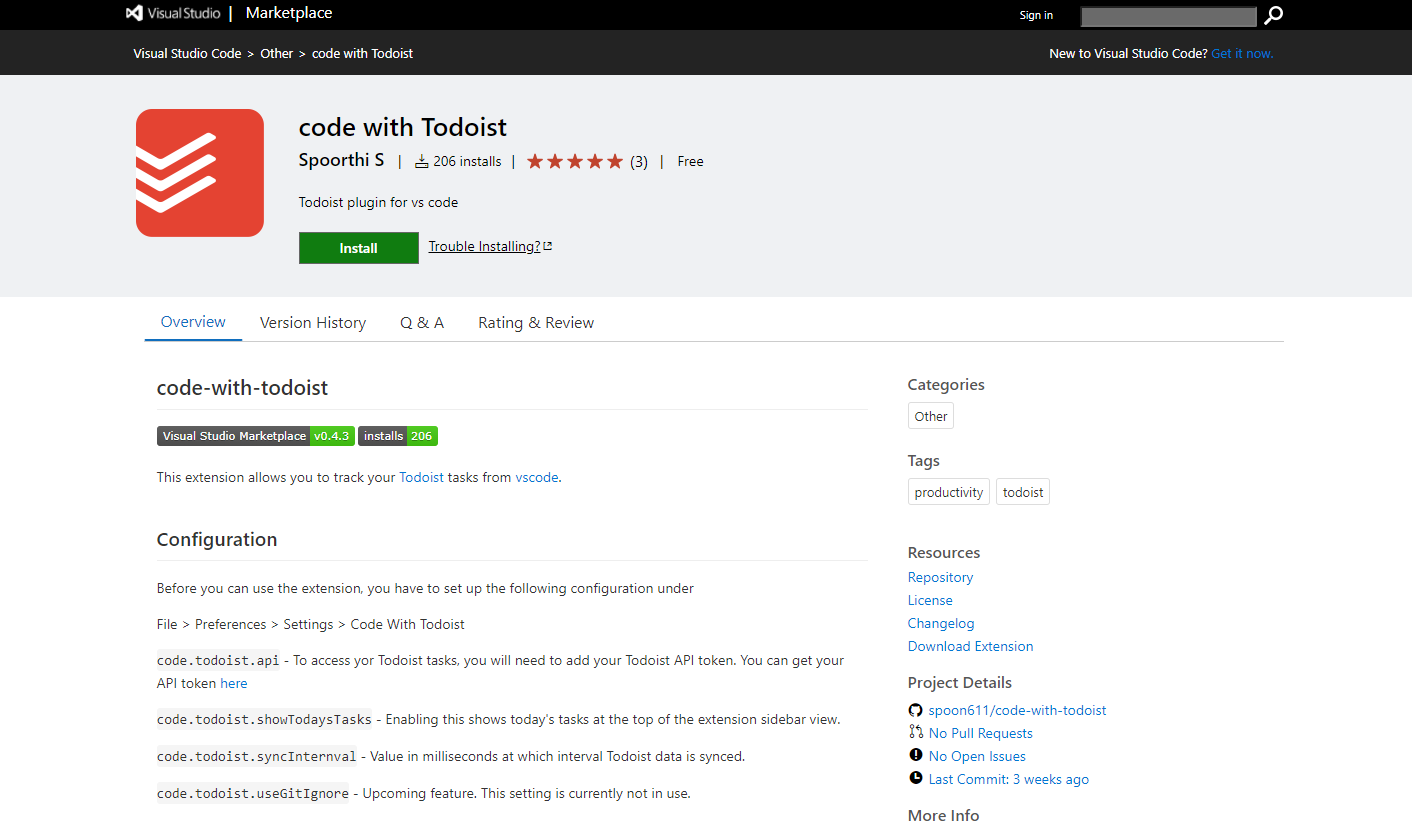 Visual Studio | Marketplace
Sign in
Visual Studio Code > Other > code with Todoist
New to Visual Studio Code? Get it now.
code with Todoist
Spoorthi S | 206 installs | (3) | Free
Todoist plugin for vs code
Install
Trouble Installing?
Overview
Version History
Q & A
Rating & Review
code-with-todoist
Visual Studio Marketplace v0.4.3 installs 206
This extension allows you to track your Todoist tasks from vscode.
Configuration
Before you can use the extension, you have to set up the following configuration under
File > Preferences > Settings > Code With Todoist
code.todoist.api - To access yor Todoist tasks, you will need to add your Todoist API token. You can get your
API token here
code.todoist.showTodaysTasks - Enabling this shows today's tasks at the top of the extension sidebar view.
code.todoist.syncInternval - Value in milliseconds at which interval Todoist data is synced.
code.todoist.useGitIgnore - Upcoming feature. This setting is currently not in use.
Categories
Other
Tags
productivity
todoist
Resources
Repository
License
Changelog
Download Extension
Project Details
spoon611/code-with-todoist
No Pull Requests
No Open Issues
Last Commit: 3 weeks ago
More Info